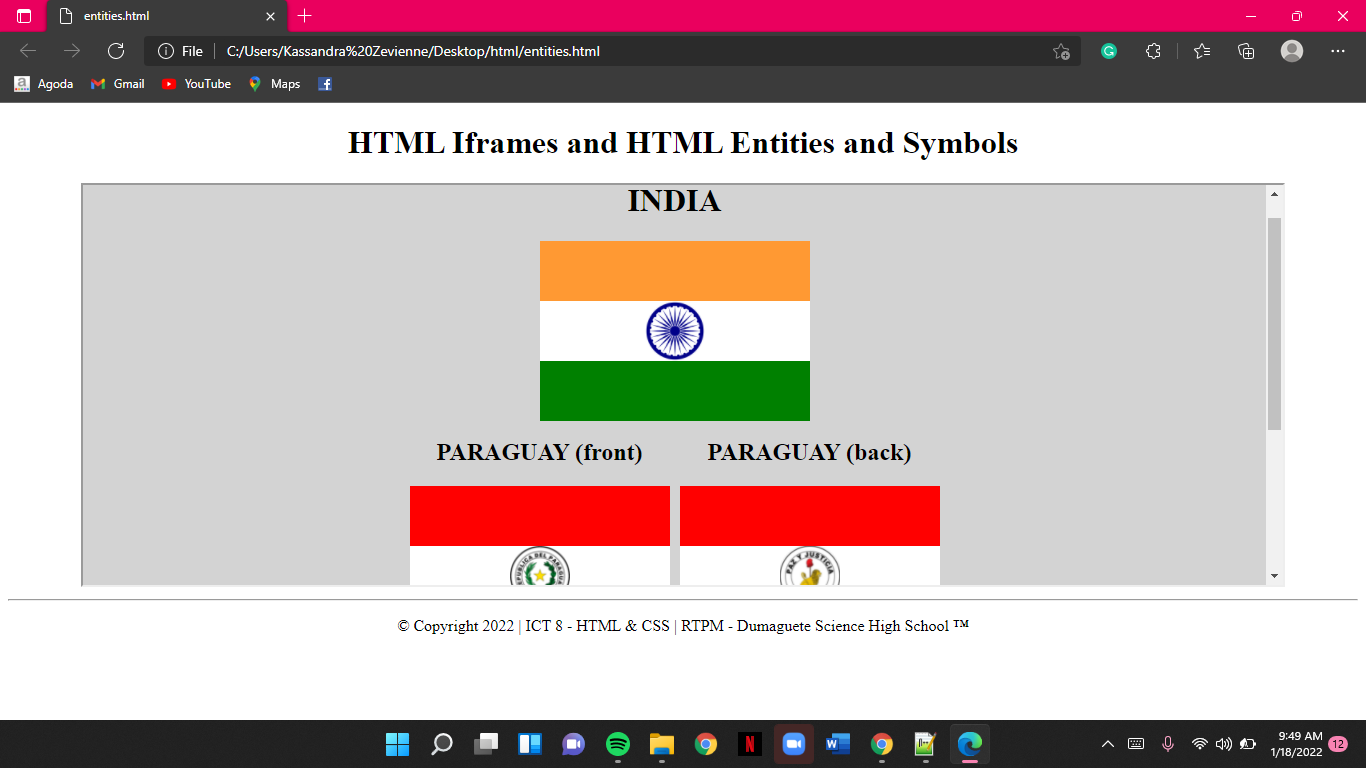 entities.html
File
C:/Users/Kassandra%20Zevienne/Desktop/html/entities.html
Agoda
Gmail
YouTube
Maps
HTML Iframes and HTML Entities and Symbols
INDIA
PARAGUAY (front) PARAGUAY (back)
PAZ Y JUSTICIA
© Copyright 2022 | ICT 8 - HTML & CSS | RTPM - Dumaguete Science High School ™
9:49 AM
1/18/2022
12